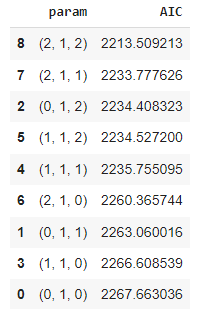 param AIC
8 (2, 1, 2) 2213.509213
7 (2, 1, 1) 2233.777626
2 (0, 1, 2) 2234.408323
5 (1, 1, 2) 2234.527200
4 (1, 1, 1) 2235.755095
6 (2, 1, 0) 2260.365744
1 (0, 1, 1) 2263.060016
3 (1, 1, 0) 2266.608539
0 (0, 1, 0) 2267.663036